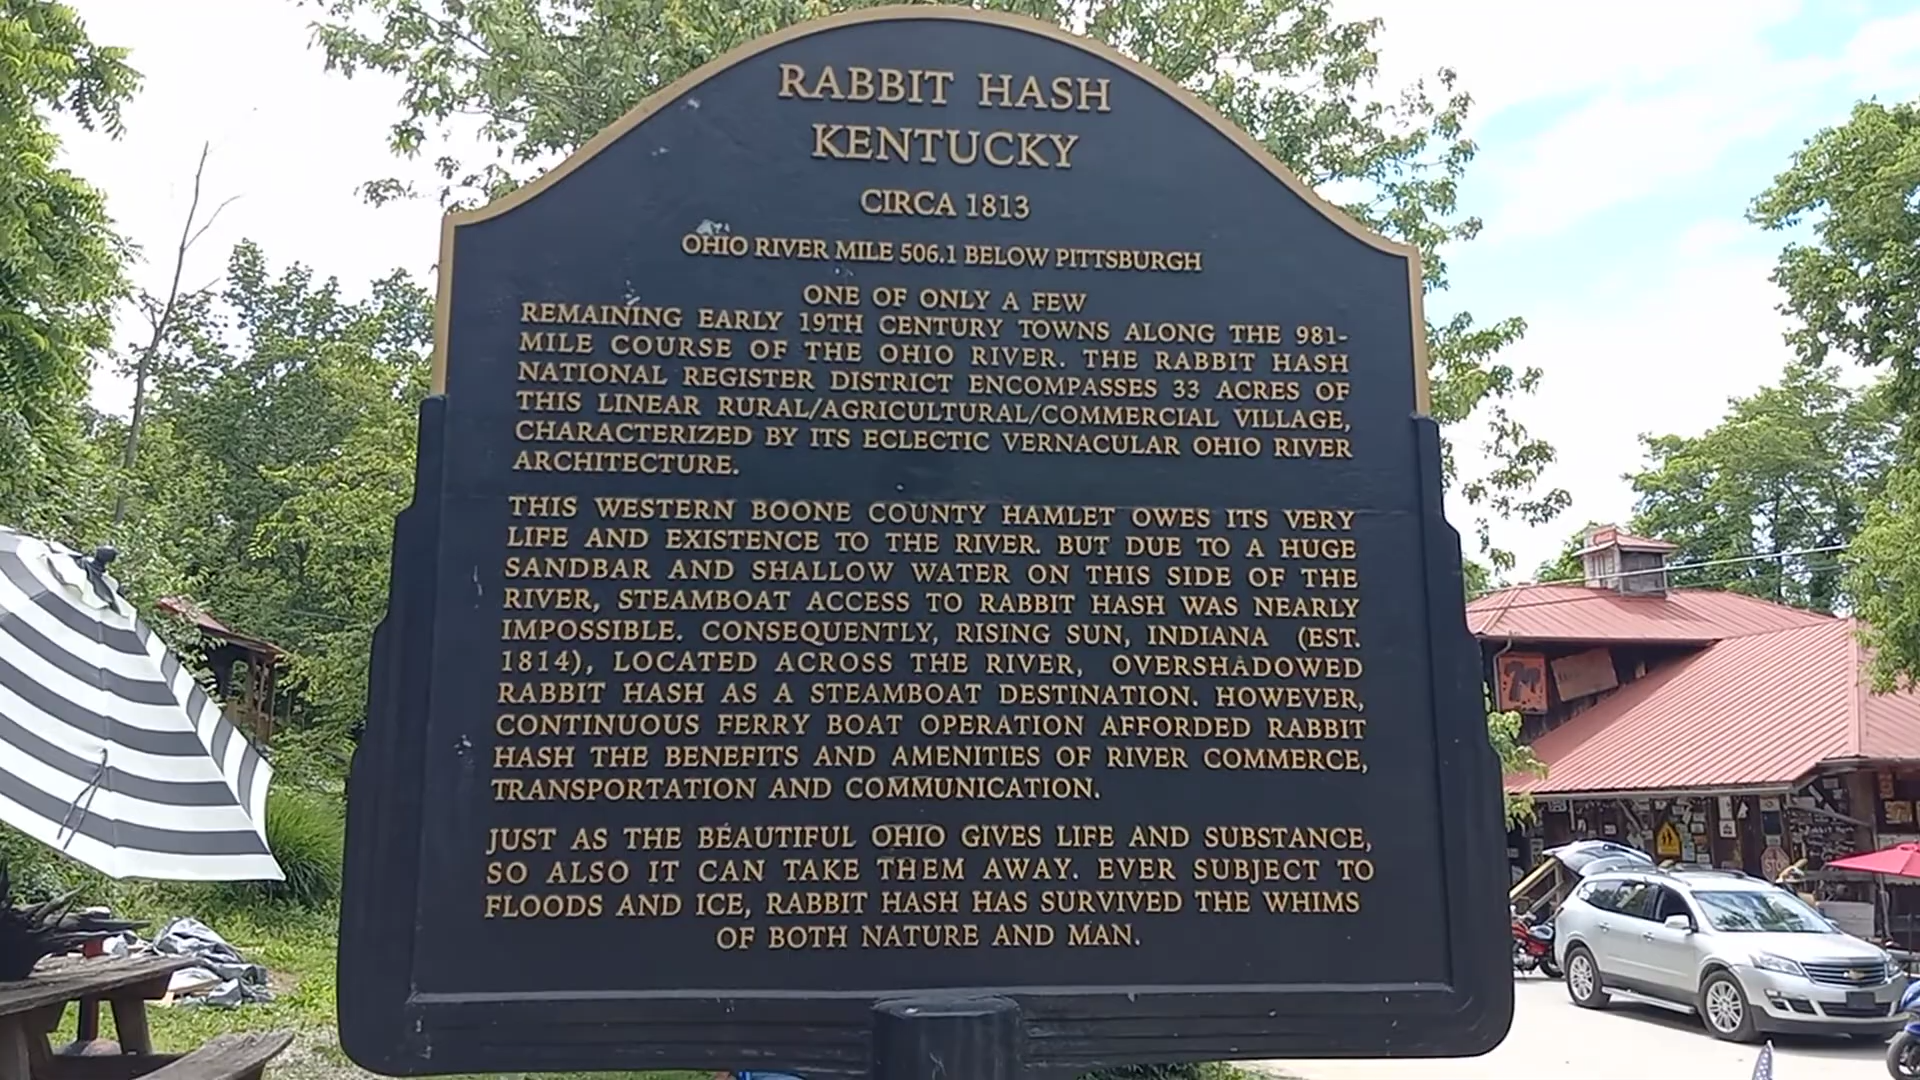 RABBIT HASH
KENTUCKY
CIRCA 1813
OHIO RIVER MILE 506.1 BELOW PITTSBURGH
ONE OF ONLY A FEW
REMAINING EARLY 19TH CENTURY TOWNS ALONG THE 981-
MILE COURSE OF THE OHIO RIVER. THE RABBIT HASH
NATIONAL REGISTER DISTRICT ENCOMPASSES 33 ACRES OF
THIS LINEAR RURAL/AGRICULTURAL/COMMERCIAL VILLAGE,
CHARACTERIZED BY ITS ECLECTIC VERNACULAR OHIO RIVER
ARCHITECTURE.
THIS WESTERN BOONE COUNTY HAMLET OWES ITS VERY
LIFE AND EXISTENCE TO THE RIVER. BUT DUE TO A HUGE
SANDBAR AND SHALLOW WATER ON THIS SIDE OF THE
RIVER, STEAMBOAT ACCESS TO RABBIT HASH WAS NEARLY
IMPOSSIBLE. CONSEQUENTLY, RISING SUN, INDIANA (EST.
1814), LOCATED ACROSS THE RIVER, OVERSHADOWED
RABBIT HASH AS A STEAMBOAT DESTINATION. HOWEVER,
CONTINUOUS FERRY BOAT OPERATION AFFORDED RABBIT
HASH THE BENEFITS AND AMENITIES OF RIVER COMMERCE,
TRANSPORTATION AND COMMUNICATION.
JUST AS THE BEAUTIFUL OHIO GIVES LIFE AND SUBSTANCE,
SO ALSO IT CAN TAKE THEM AWAY. EVER SUBJECT TO
FLOODS AND ICE, RABBIT HASH HAS SURVIVED THE WHIMS
OF BOTH NATURE AND MAN.
STOP